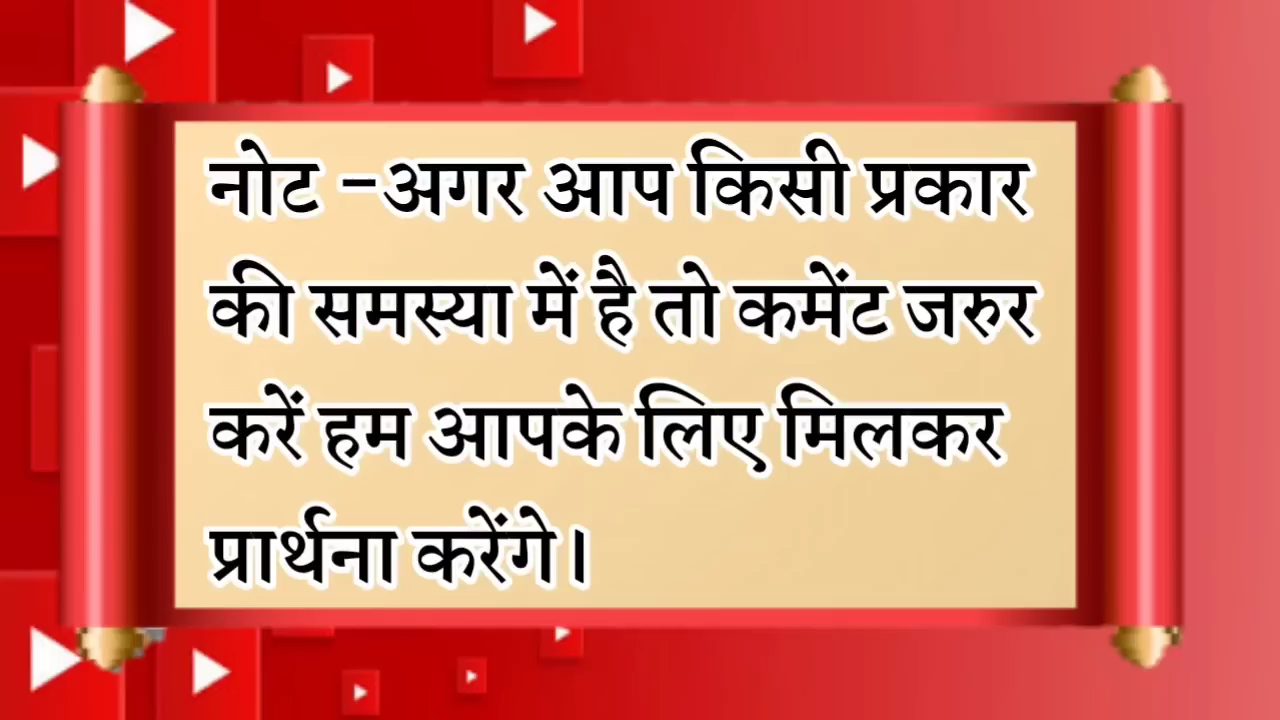 नोट -अगर आप किसी प्रकार
की समस्या में है तो कमेंट जरुर
करें हम आपके लिए मिलकर
प्रार्थना करेंगे।